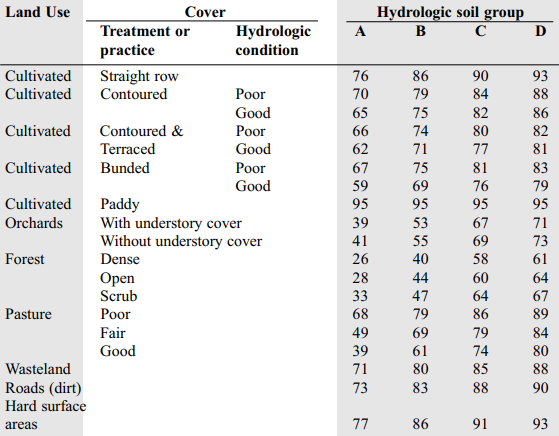 Land Use Cover Hydrologic soil group
Treatment or Hydrologic A B C D
practice condition
Cultivated Straight row 76 86 90 93
Cultivated Contoured Poor 70 79 84 88
Good 65 75 82 86
Cultivated Contoured & Poor 66 74 80 82
Terraced Good 62 71 77 81
Cultivated Bunded Poor 67 75 81 83
Good 59 69 76 79
Cultivated Paddy 95 95 95 95
Orchards With understory cover 39 53 67 71
Without understory cover 41 55 69 73
Forest Dense 26 40 58 61
Open 28 44 60 64
Scrub 33 47 64 67
Pasture Poor 68 79 86 89
Fair 49 69 79 84
Good 39 61 74 80
Wasteland 71 80 85 88
Roads (dirt) 73 83 88 90
Hard surface
areas 77 86 91 93